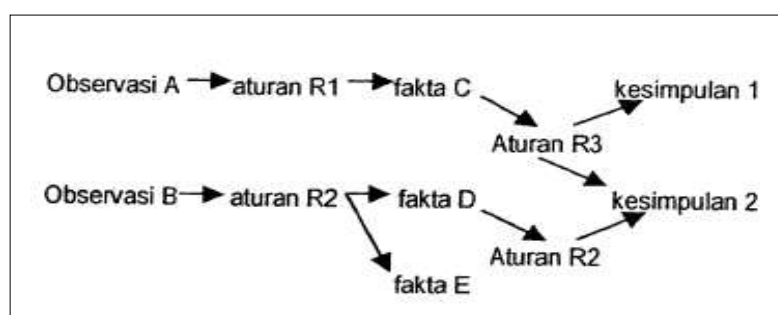 Observasi A aturan R1 fakta C kesimpulan 1
Aturan R3
Observasi B aturan R2 fakta D kesimpulan 2
Aturan R2
fakta E